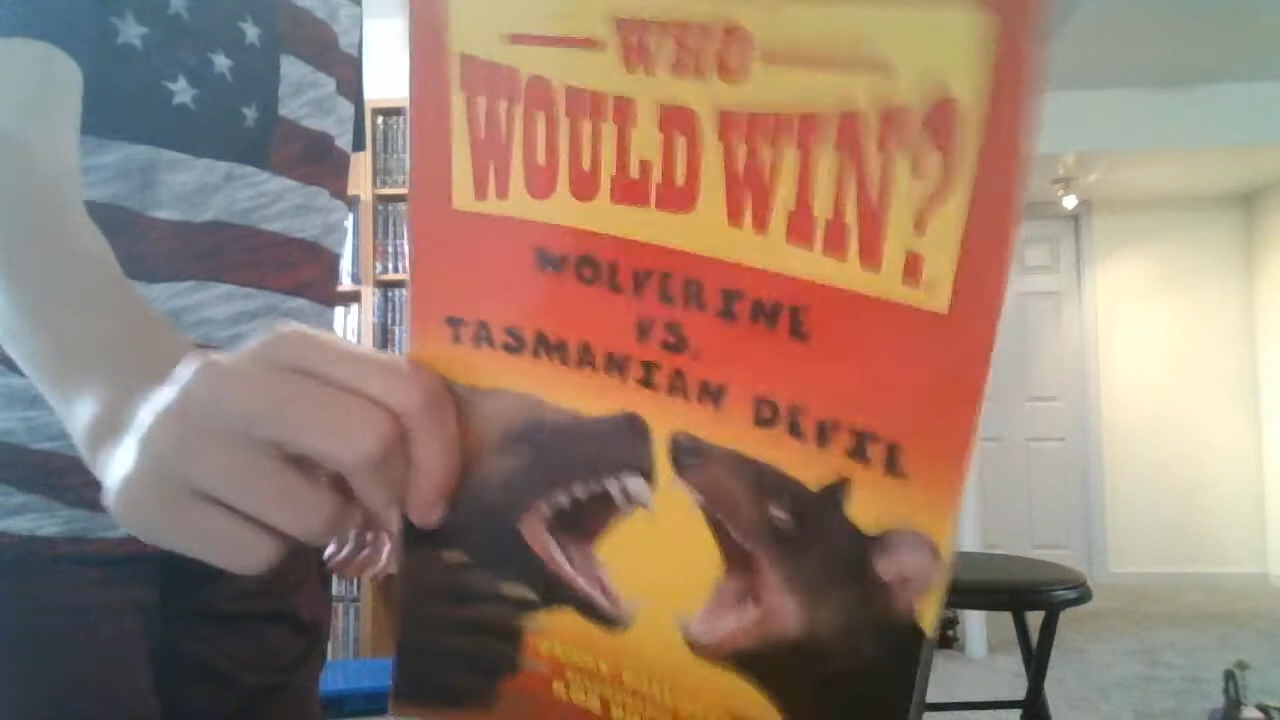 WHO
WOULD WIN?
WOLVERINE
VS.
TASMANIAN DEVIL